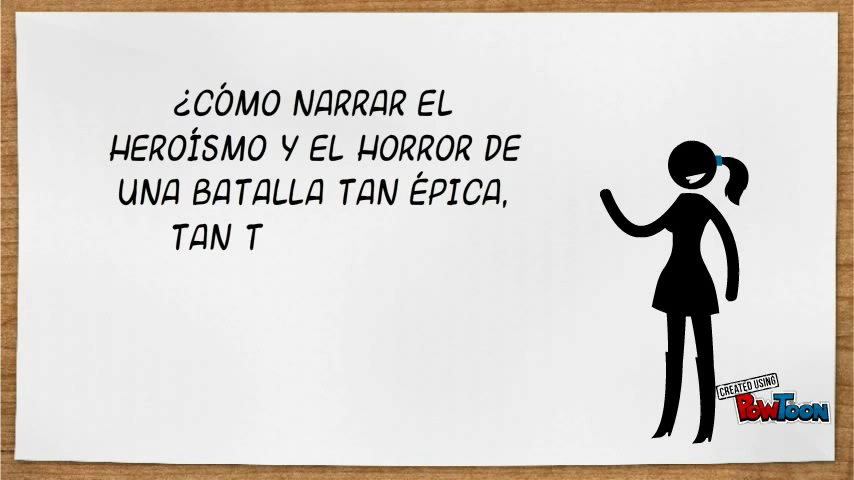 ¿CÓMO NARRAR EL
HEROÍSMO Y EL HORROR DE
UNA BATALLA TAN ÉPICA,
TAN T
CREATED USING
POWTOON